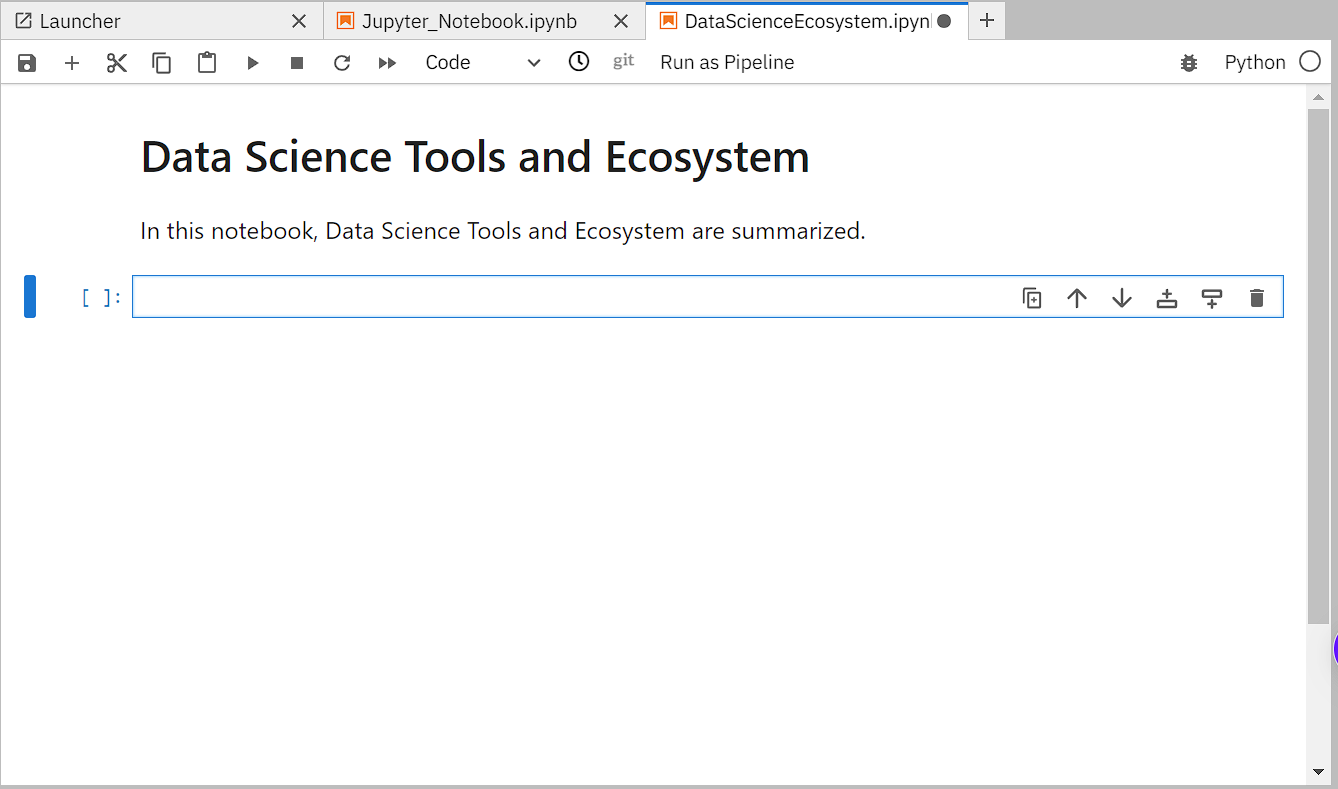 Launcher
Jupyter_Notebook.ipynb
DataScienceEcosystem.ipyn
Code
git
Run as Pipeline
Python
Data Science Tools and Ecosystem
In this notebook, Data Science Tools and Ecosystem are summarized.
[ ]: